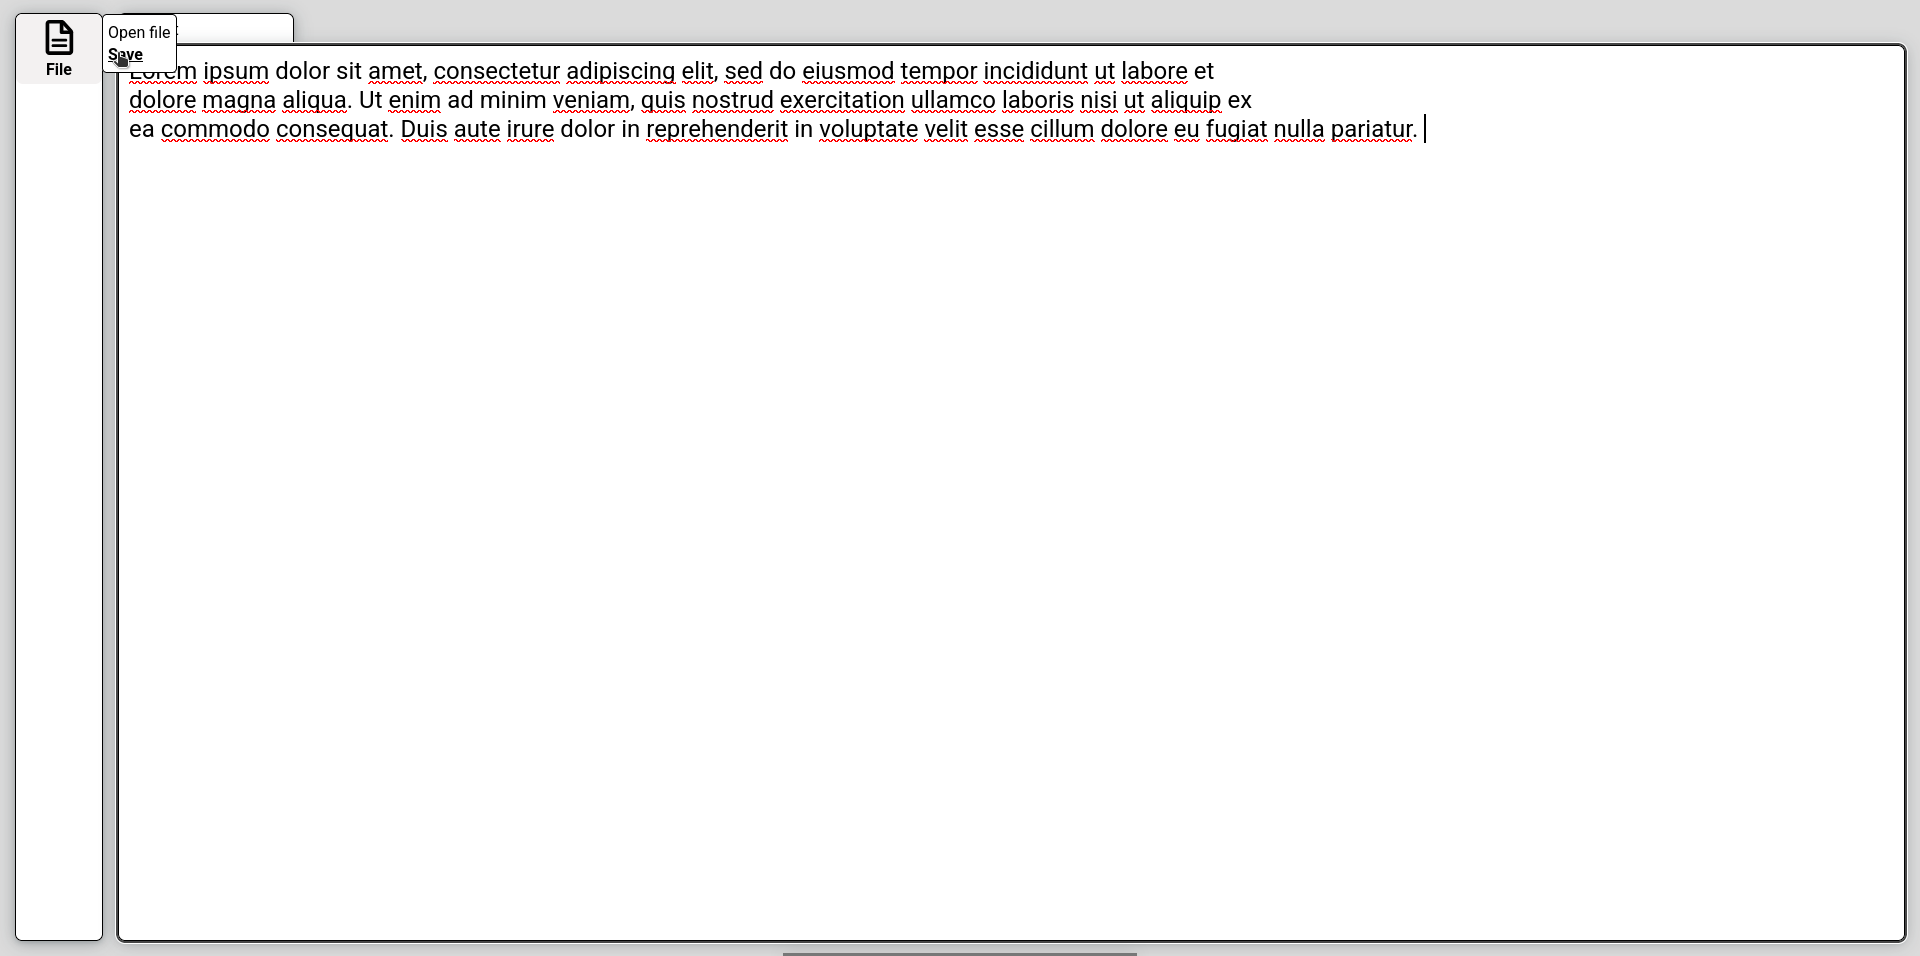 File
Open file
Save
Lorem ipsum dolor sit amet, consectetur adipiscing elit, sed do eiusmod tempor incididunt ut labore et
dolore magna aliqua. Ut enim ad minim veniam, quis nostrud exercitation ullamco laboris nisi ut aliquip ex
ea commodo consequat. Duis aute irure dolor in reprehenderit in voluptate velit esse cillum dolore eu fugiat nulla pariatur.